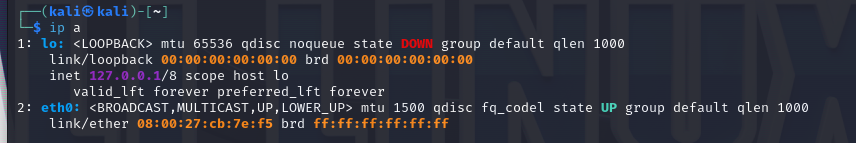 ┌──(kali㉿kali)-[~]
└─$ ip a
1: lo: <LOOPBACK> mtu 65536 qdisc noqueue state DOWN group default qlen 1000
    link/loopback 00:00:00:00:00:00 brd 00:00:00:00:00:00
    inet 127.0.0.1/8 scope host lo
       valid_lft forever preferred_lft forever
2: eth0: <BROADCAST,MULTICAST,UP,LOWER_UP> mtu 1500 qdisc fq_codel state UP group default qlen 1000
    link/ether 08:00:27:cb:7e:f5 brd ff:ff:ff:ff:ff:ff